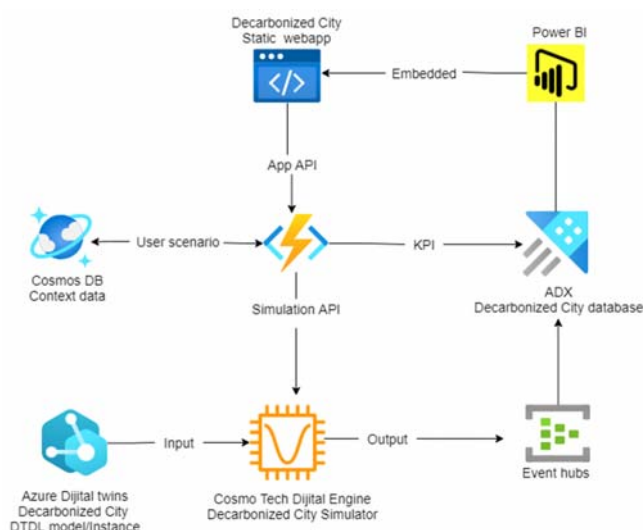 Decarbonized City
Static webapp
Power BI
Embedded
App API
User scenario
KPI
Cosmos DB
Context data
Simulation API
ADX
Decarbonized City database
Input
Output
Event hubs
Azure Dijital twins
Decarbonized City
DTDL model/Instance
Cosmo Tech Dijital Engine
Decarbonized City Simulator